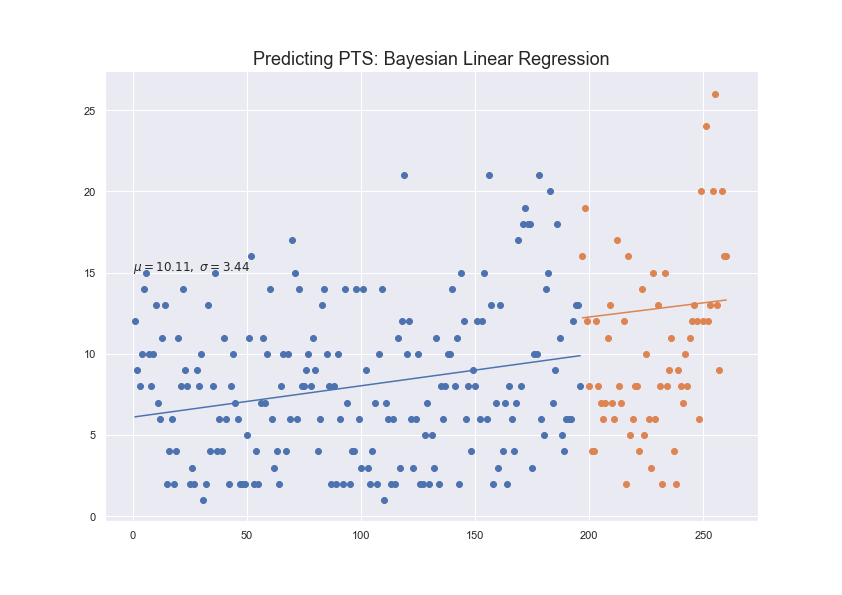 Predicting PTS: Bayesian Linear Regression
25
20
15
10
5
0
μ = 10.11, σ = 3.44
0 50 100 150 200 250